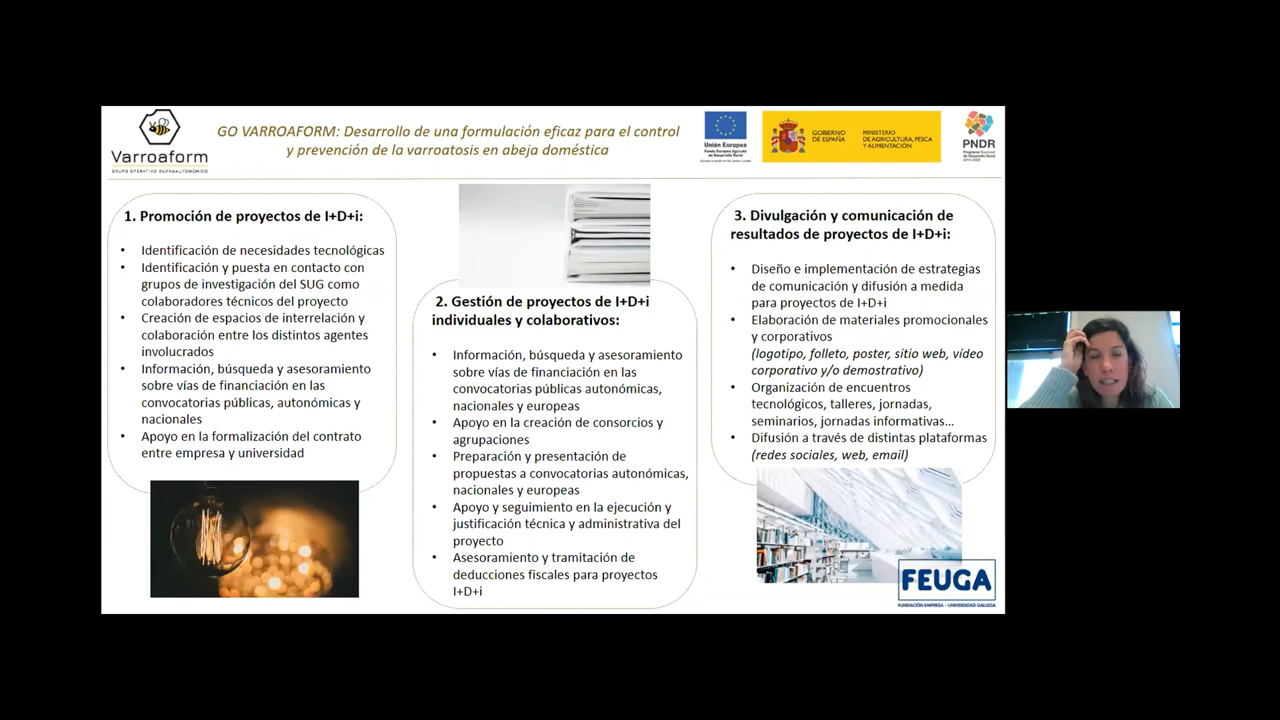 Varroaform
GRUPO OPERATIVO SUPRAAUTONÓMICO
GO VARROAFORM: Desarrollo de una formulación eficaz para el control
y prevención de la varroatosis en abeja doméstica
Unión Europea
Fondo Europeo Agrícola
de Desarrollo Rural
GOBIERNO
DE ESPAÑA
MINISTERIO
DE AGRICULTURA, PESCA
Y ALIMENTACIÓN
PNDR
1. Promoción de proyectos de I+D+i:
• Identificación de necesidades tecnológicas
• Identificación y puesta en contacto con
grupos de investigación del SUG como
colaboradores técnicos del proyecto
• Creación de espacios de interrelación y
colaboración entre los distintos agentes
involucrados
• Información, búsqueda y asesoramiento
sobre vías de financiación en las
convocatorias públicas, autonómicas y
nacionales
• Apoyo en la formalización del contrato
entre empresa y universidad
2. Gestión de proyectos de I+D+i
individuales y colaborativos:
• Información, búsqueda y asesoramiento
sobre vías de financiación en las
convocatorias públicas autonómicas,
nacionales y europeas
• Apoyo en la creación de consorcios y
agrupaciones
• Preparación y presentación de
propuestas a convocatorias autonómicas,
nacionales y europeas
• Apoyo y seguimiento en la ejecución y
justificación técnica y administrativa del
proyecto
• Asesoramiento y tramitación de
deducciones fiscales para proyectos
I+D+i
3. Divulgación y comunicación de
resultados de proyectos de I+D+i:
• Diseño e implementación de estrategias
de comunicación y difusión a medida
para proyectos de I+D+i
• Elaboración de materiales promocionales
y corporativos
(logotipo, folleto, poster, sitio web, vídeo
corporativo y/o demostrativo)
• Organización de encuentros
tecnológicos, talleres, jornadas,
seminarios, jornadas informativas…
• Difusión a través de distintas plataformas
(redes sociales, web, email)
FEUGA
FUNDACIÓN EMPRESA - UNIVERSIDAD GALLEGA